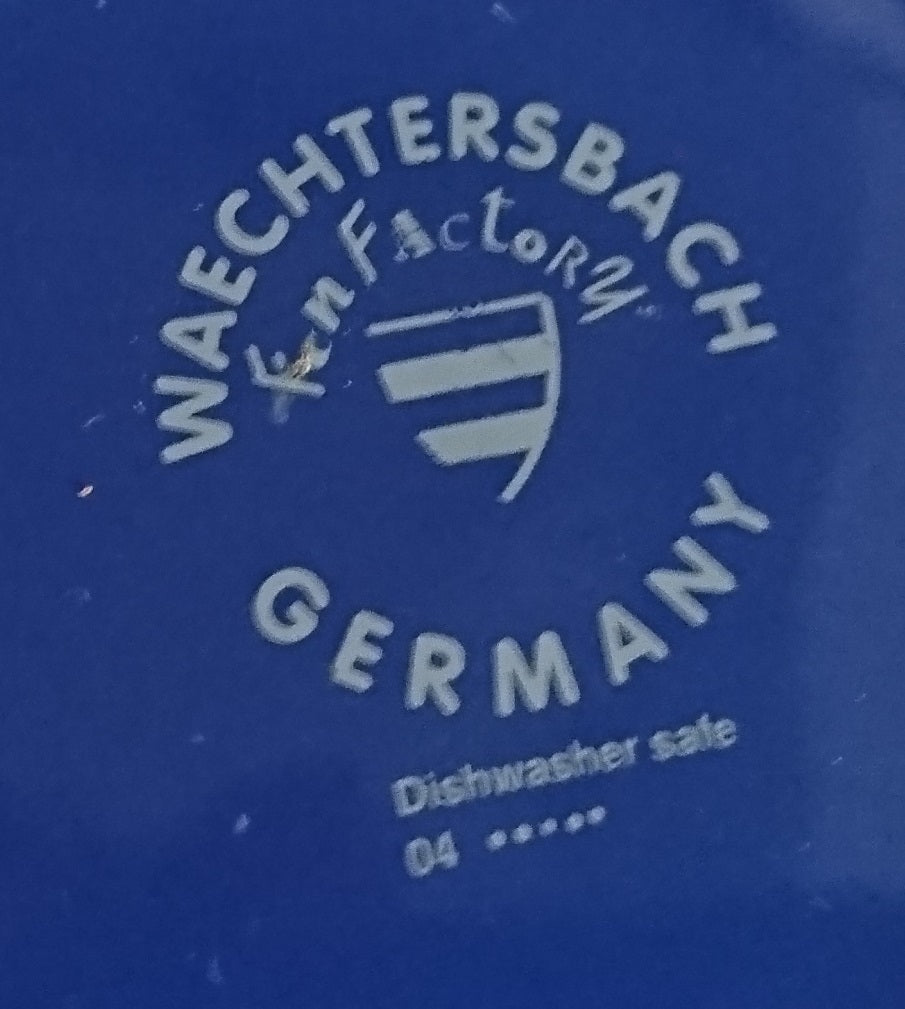 WAECHTERSBACH
FunFActoRy
GERMANY
Dishwasher safe
04 •••••